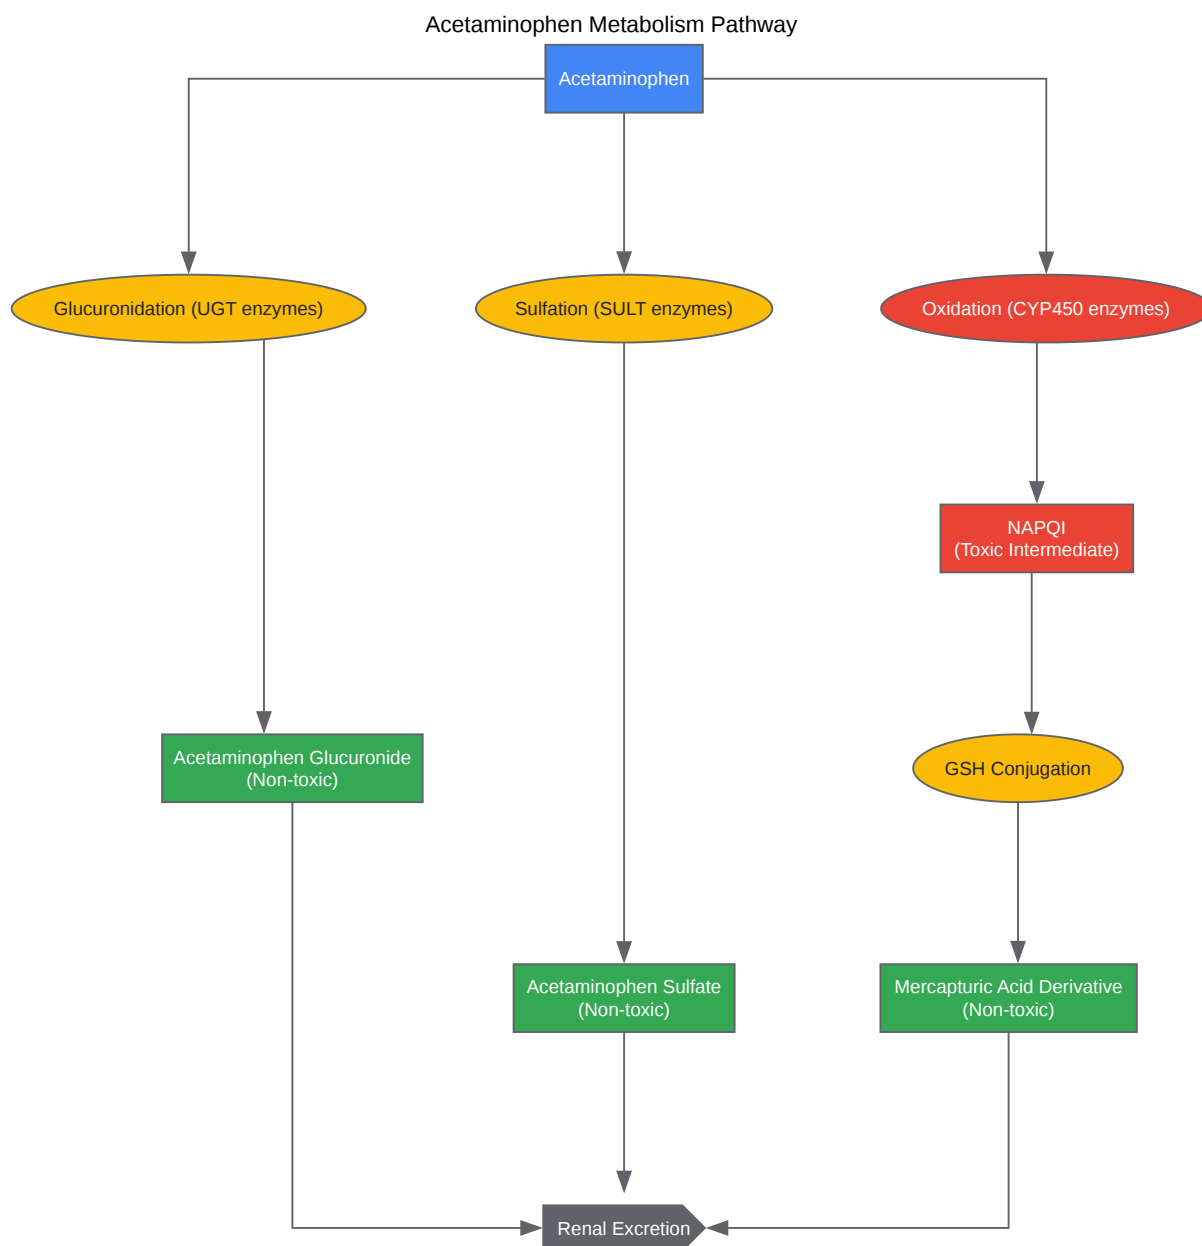 Acetaminophen Metabolism Pathway
Acetaminophen
Glucuronidation (UGT enzymes)
Sulfation (SULT enzymes)
Oxidation (CYP450 enzymes)
NAPQI
(Toxic Intermediate)
Acetaminophen Glucuronide
(Non-toxic)
GSH Conjugation
Acetaminophen Sulfate
(Non-toxic)
Mercapturic Acid Derivative
(Non-toxic)
Renal Excretion